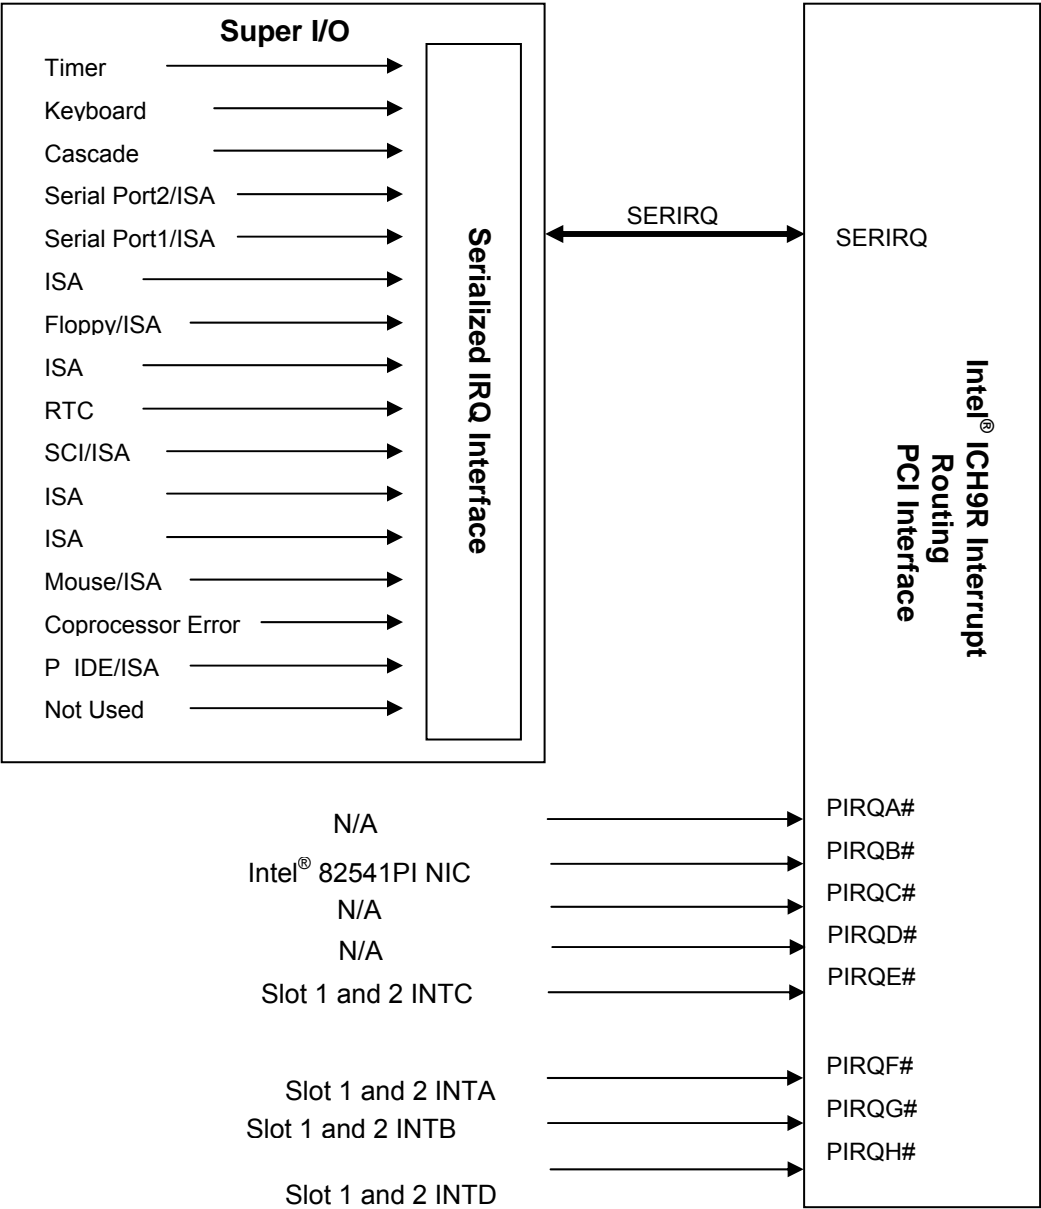 Super I/O
Timer
Keyboard
Cascade
Serial Port2/ISA
Serial Port1/ISA
ISA
Floppy/ISA
ISA
RTC
SCI/ISA
ISA
ISA
Mouse/ISA
Coprocessor Error
P IDE/ISA
Not Used
Serialized IRQ Interface
SERIRQ
SERIRQ
Intel® ICH9R Interrupt
Routing
PCI Interface
N/A
PIRQA#
Intel® 82541PI NIC
PIRQB#
N/A
PIRQC#
N/A
PIRQD#
Slot 1 and 2 INTC
PIRQE#
Slot 1 and 2 INTA
PIRQF#
Slot 1 and 2 INTB
PIRQG#
Slot 1 and 2 INTD
PIRQH#